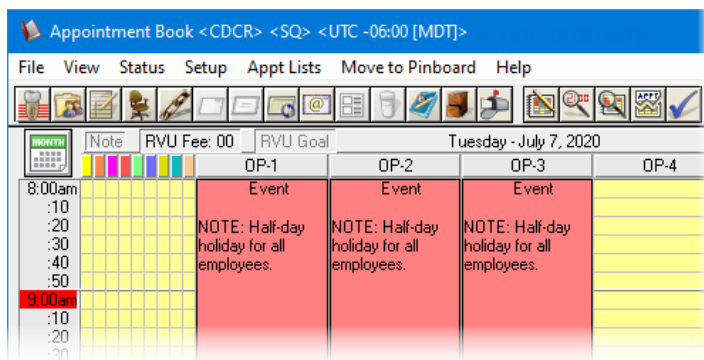 Appointment Book <CDCR> <SQ> <UTC -06:00 [MDT]>
File View Status Setup Appt Lists Move to Pinboard Help
MONTH Note RVU Fee: 00 RVU Goal Tuesday - July 7, 2020
OP-1 OP-2 OP-3 OP-4
8:00am Event Event Event
:10
:20 NOTE: Half-day NOTE: Half-day NOTE: Half-day
:30 holiday for all holiday for all holiday for all
:40 employees. employees. employees.
:50
9:00am
:10
:20
:30